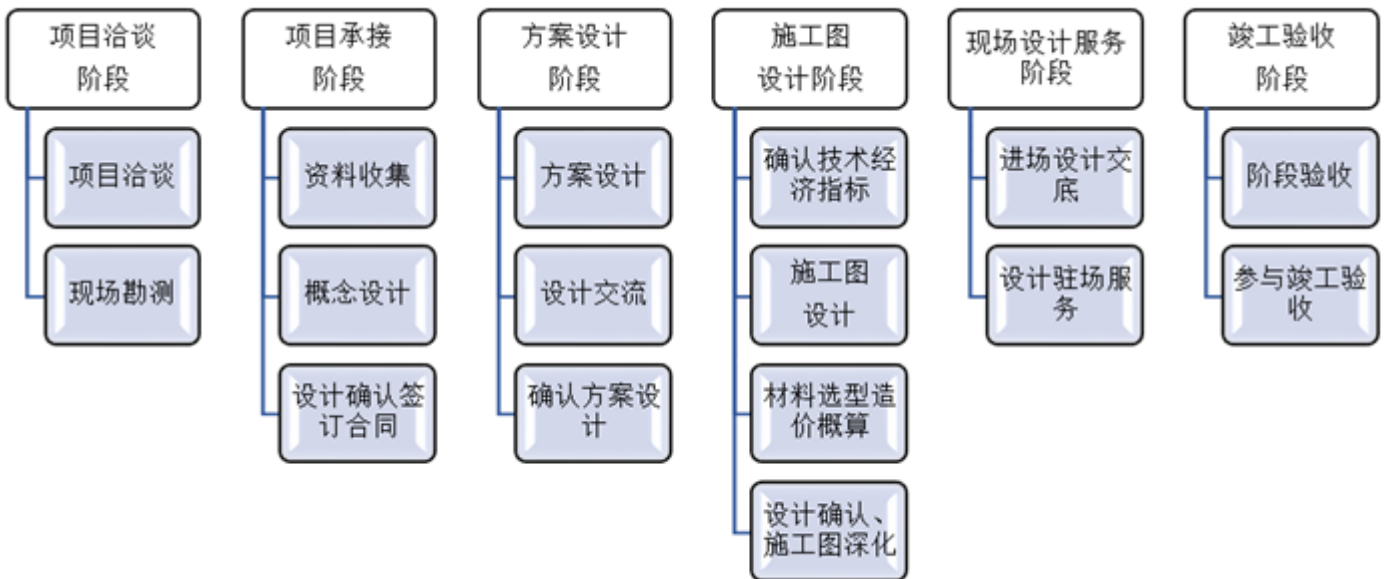 项目洽谈
阶段
项目洽谈
现场勘测
项目承接
阶段
资料收集
概念设计
设计确认签
订合同
方案设计
阶段
方案设计
设计交流
确认方案设
计
施工图
设计阶段
确认技术经
济指标
施工图
设计
材料选型造
价概算
设计确认、
施工图深化
现场设计服务
阶段
进场设计交
底
设计驻场服
务
竣工验收
阶段
阶段验收
参与竣工验
收